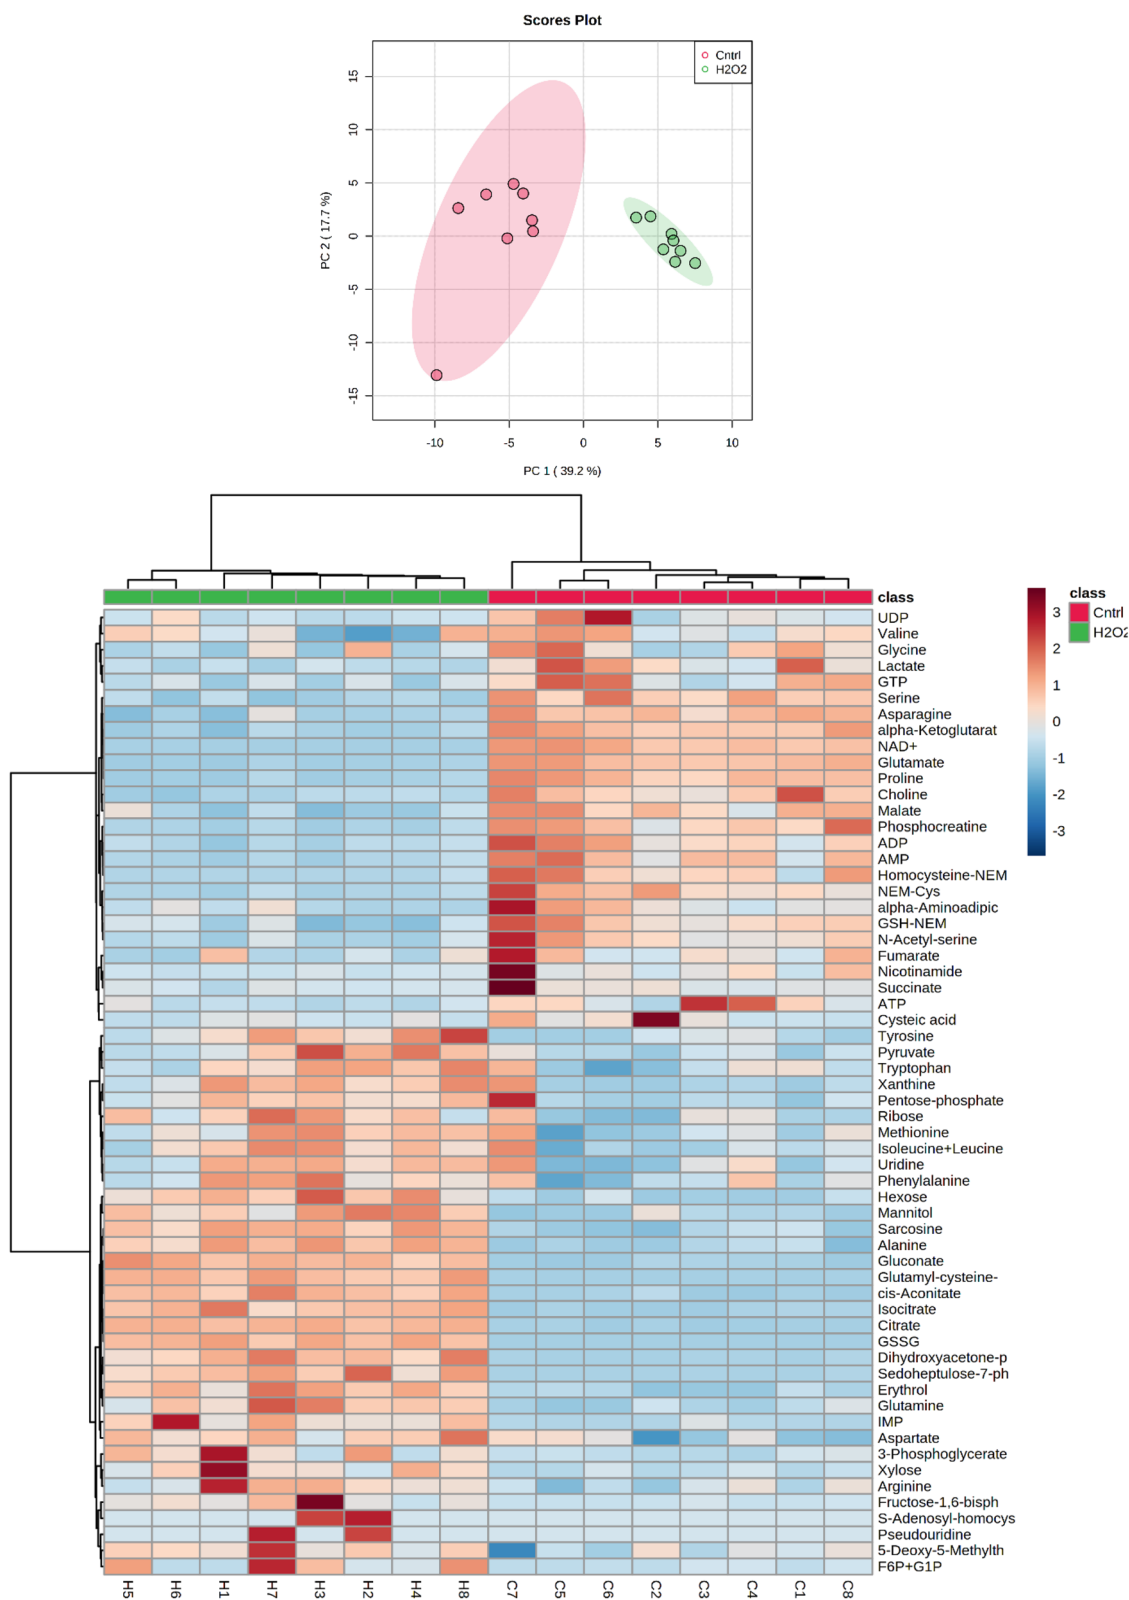 Scores Plot
Cntrl
H2O2
15
10
5
0
-5
-10
-15
PC 2 ( 17.7 %)
-10
-5
0
5
10
PC 1 ( 39.2 %)
class
UDP
Valine
Glycine
Lactate
GTP
Serine
Asparagine
alpha-Ketoglutarat
NAD+
Glutamate
Proline
Choline
Malate
Phosphocreatine
ADP
AMP
Homocysteine-NEM
NEM-Cys
alpha-Aminoadipic
GSH-NEM
N-Acetyl-serine
Fumarate
Nicotinamide
Succinate
ATP
Cysteic acid
Tyrosine
Pyruvate
Tryptophan
Xanthine
Pentose-phosphate
Ribose
Methionine
Isoleucine+Leucine
Uridine
Phenylalanine
Hexose
Mannitol
Sarcosine
Alanine
Gluconate
Glutamyl-cysteine-
cis-Aconitate
Isocitrate
Citrate
GSSG
Dihydroxyacetone-p
Sedoheptulose-7-ph
Erythrol
Glutamine
IMP
Aspartate
3-Phosphoglycerate
Xylose
Arginine
Fructose-1,6-bisph
S-Adenosyl-homocys
Pseudouridine
5-Deoxy-5-Methylth
F6P+G1P
H5
H6
H1
H7
H3
H2
H4
H8
C7
C5
C6
C2
C3
C4
C1
C8
3
2
1
0
-1
-2
-3
class
Cntrl
H2O2